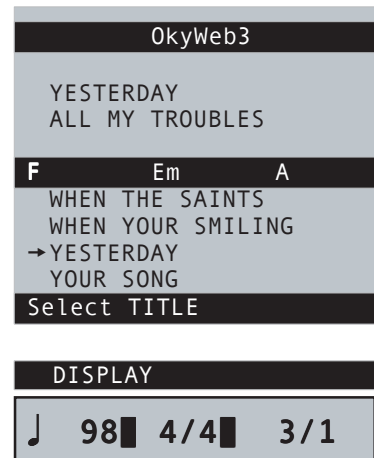 OkyWeb3
YESTERDAY
ALL MY TROUBLES
F Em A
WHEN THE SAINTS
WHEN YOUR SMILING
→YESTERDAY
YOUR SONG
Select TITLE
DISPLAY
♩ 98 4/4 3/1